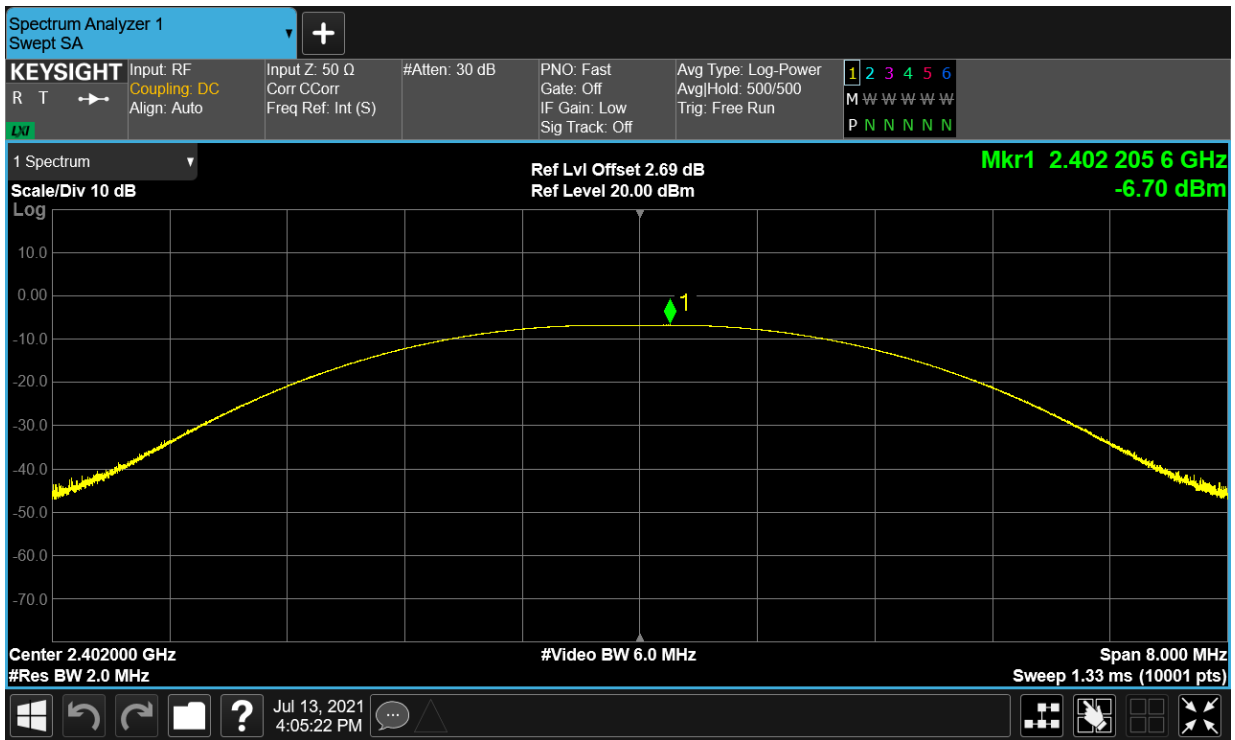 Spectrum Analyzer 1
Swept SA
KEYSIGHT
R T
LXI
Input: RF
Coupling: DC
Align: Auto
Input Z: 50 Ω
Corr CCorr
Freq Ref: Int (S)
#Atten: 30 dB
PNO: Fast
Gate: Off
IF Gain: Low
Sig Track: Off
Avg Type: Log-Power
Avg|Hold: 500/500
Trig: Free Run
1 2 3 4 5 6
M W W W W W
P N N N N N
1 Spectrum
Scale/Div 10 dB
Log
Ref Lvl Offset 2.69 dB
Ref Level 20.00 dBm
Mkr1 2.402 205 6 GHz
-6.70 dBm
10.0
0.00
1
-10.0
-20.0
-30.0
-40.0
-50.0
-60.0
-70.0
Center 2.402000 GHz
#Video BW 6.0 MHz
Span 8.000 MHz
#Res BW 2.0 MHz
Sweep 1.33 ms (10001 pts)
?
Jul 13, 2021
4:05:22 PM